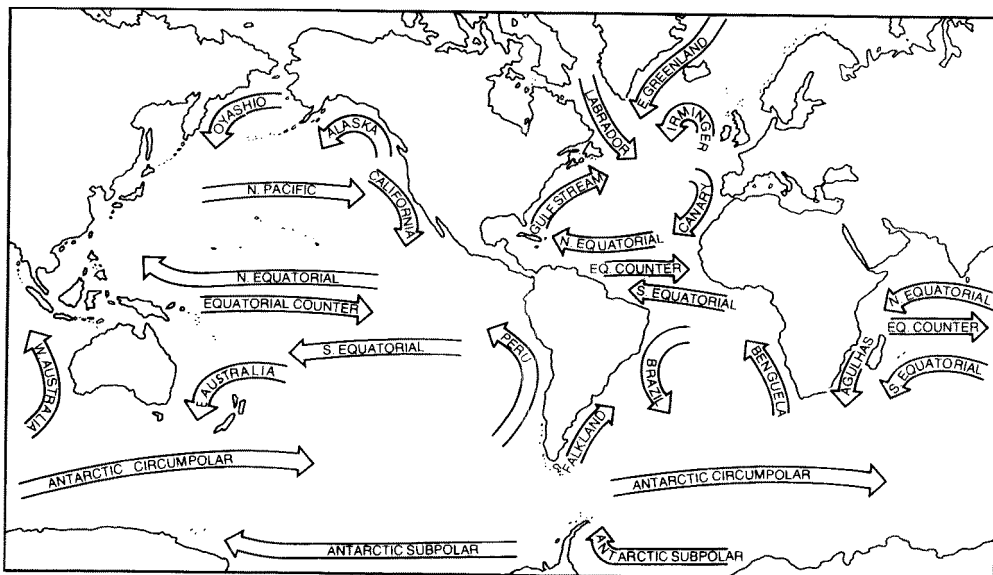 E. GREENLAND
OYASHIO
ALASKA
LABRADOR
IRMINGER
N. PACIFIC
CALIFORNIA
GULF STREAM
CANARY
N. EQUATORIAL
N. EQUATORIAL
EQ. COUNTER
EQUATORIAL COUNTER
S. EQUATORIAL
N. EQUATORIAL
EQ. COUNTER
W. AUSTRALIA
E. AUSTRALIA
S. EQUATORIAL
PERU
BRAZIL
BENGUELA
AGULHAS
S. EQUATORIAL
FALKLAND
ANTARCTIC CIRCUMPOLAR
ANTARCTIC CIRCUMPOLAR
ANTARCTIC SUBPOLAR
ANTARCTIC SUBPOLAR